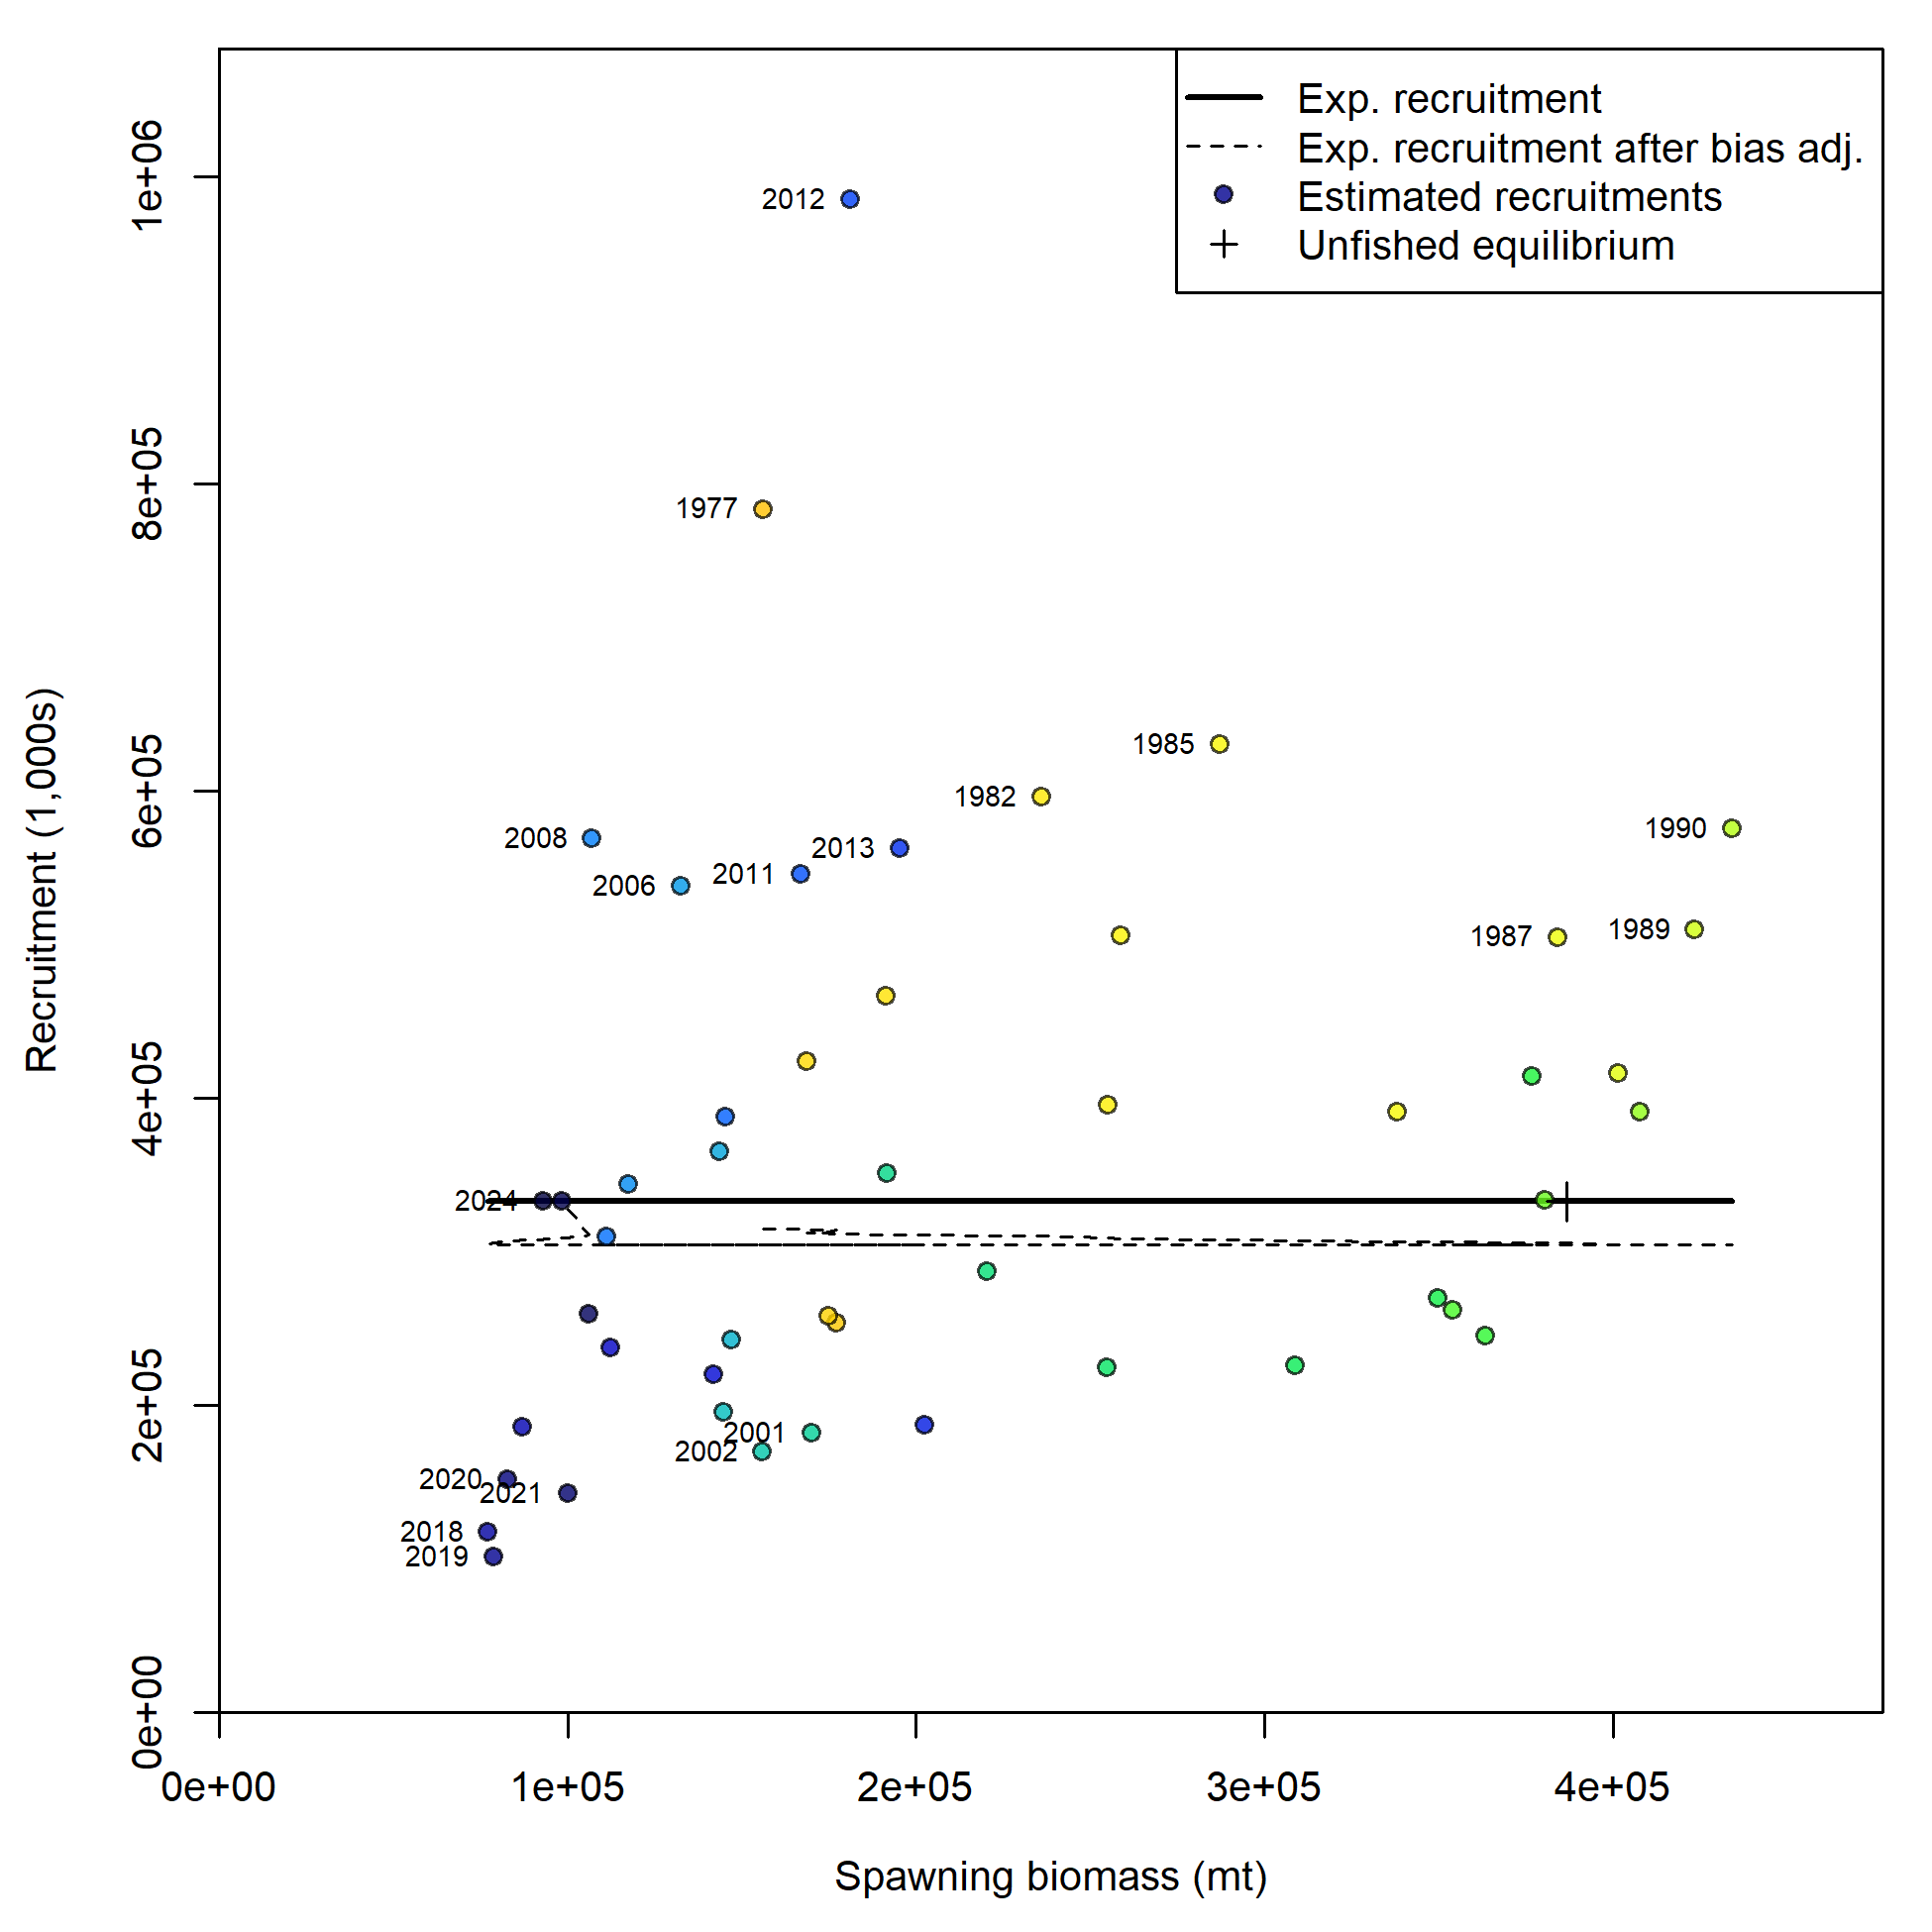 Exp. recruitment
Exp. recruitment after bias adj.
Estimated recruitments
Unfished equilibrium
1e+06
8e+05
6e+05
4e+05
2e+05
0e+00
Recruitment (1,000s)
2012
1977
1985
1982
1990
2008
2013
2011
2006
1989
1987
2024
2001
2002
2020
2021
2018
2019
0e+00 1e+05 2e+05 3e+05 4e+05
Spawning biomass (mt)